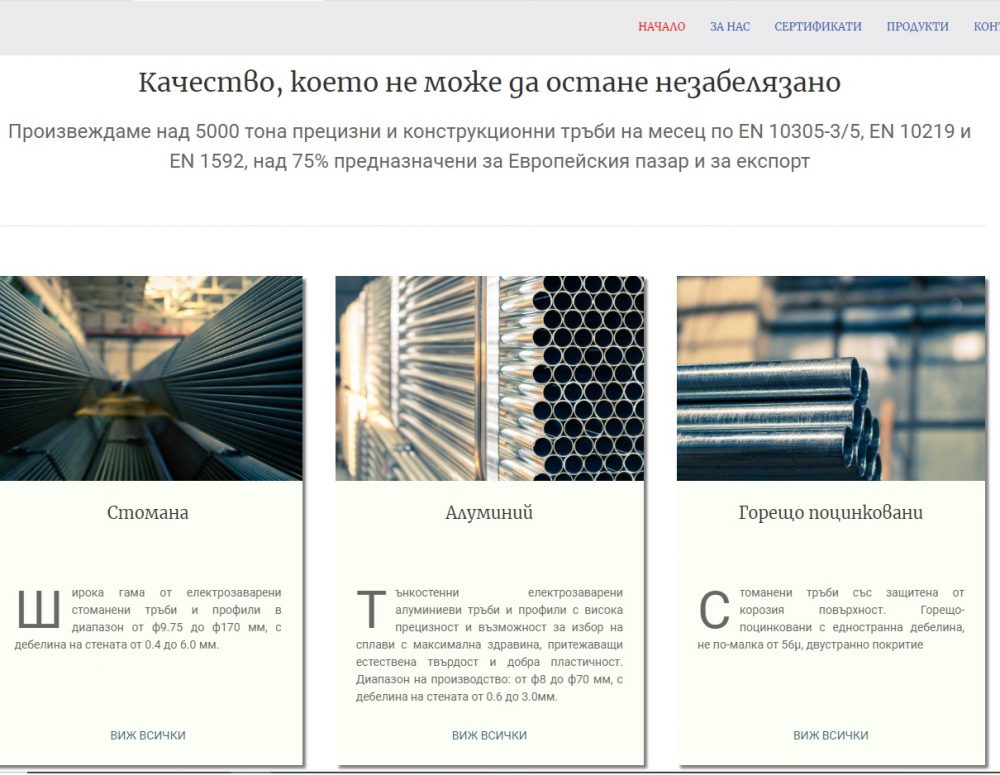 НАЧАЛО ЗА НАС СЕРТИФИКАТИ ПРОДУКТИ
Качество, което не може да остане незабелязано
Произвеждаме над 5000 тона прецизни и конструкционни тръби на месец по EN 10305-3/5, EN 10219 и
EN 1592, над 75% предназначени за Европейския пазар и за експорт
Стомана
Широка гама от електрозаварени
стоманени тръби и профили в
диапазон от ф9.75 до ф170 мм, с
дебелина на стената от 0.4 до 6.0 mm.
ВИЖ ВСИЧКИ
Алуминий
Тънкостенни електрозаварени
алуминиеви тръби и профили с висока
прецизност и възможност за избор на
сплави с максимална здравина, притежаващи
естествена твърдост и добра пластичност.
Диапазон на производство: от ф8 до ф70 мм, с
дебелина на стената от 0.6 до 3.0мм.
ВИЖ ВСИЧКИ
Горещо поцинковани
Стоманени тръби със защитена от
корозия повърхност. Горещо-
поцинковани с едностранна дебелина,
не по-малка от 56μ, двустранно покритие
ВИЖ ВСИЧКИ